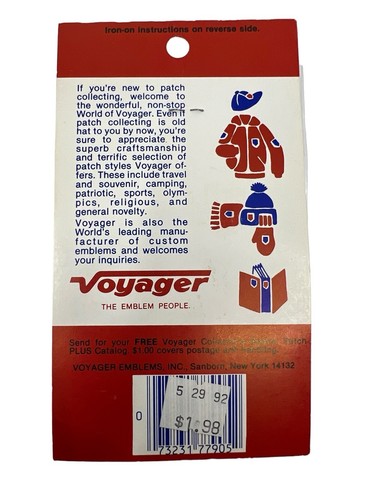 Iron-on instructions on reverse side.
If you're new to patch
collecting, welcome to
the wonderful, non-stop
World of Voyager. Even if
patch collecting is old
hat to you by now, you're
sure to appreciate the
superb craftsmanship
and terrific selection of
patch styles Voyager of-
fers. These include travel
and souvenir, camping,
patriotic, sports, olym-
pics, religious, and
general novelty.
Voyager is also the
World's leading manu-
facturer of custom
emblems and welcomes
your inquiries.
Voyager
THE EMBLEM PEOPLE.
Send for your FREE Voyager Patch
PLUS Catalog. $1.00 covers postage and handling.
VOYAGER EMBLEMS, INC., Sanborn, New York 14132
5 29 92
$1.98
0
73231 77905